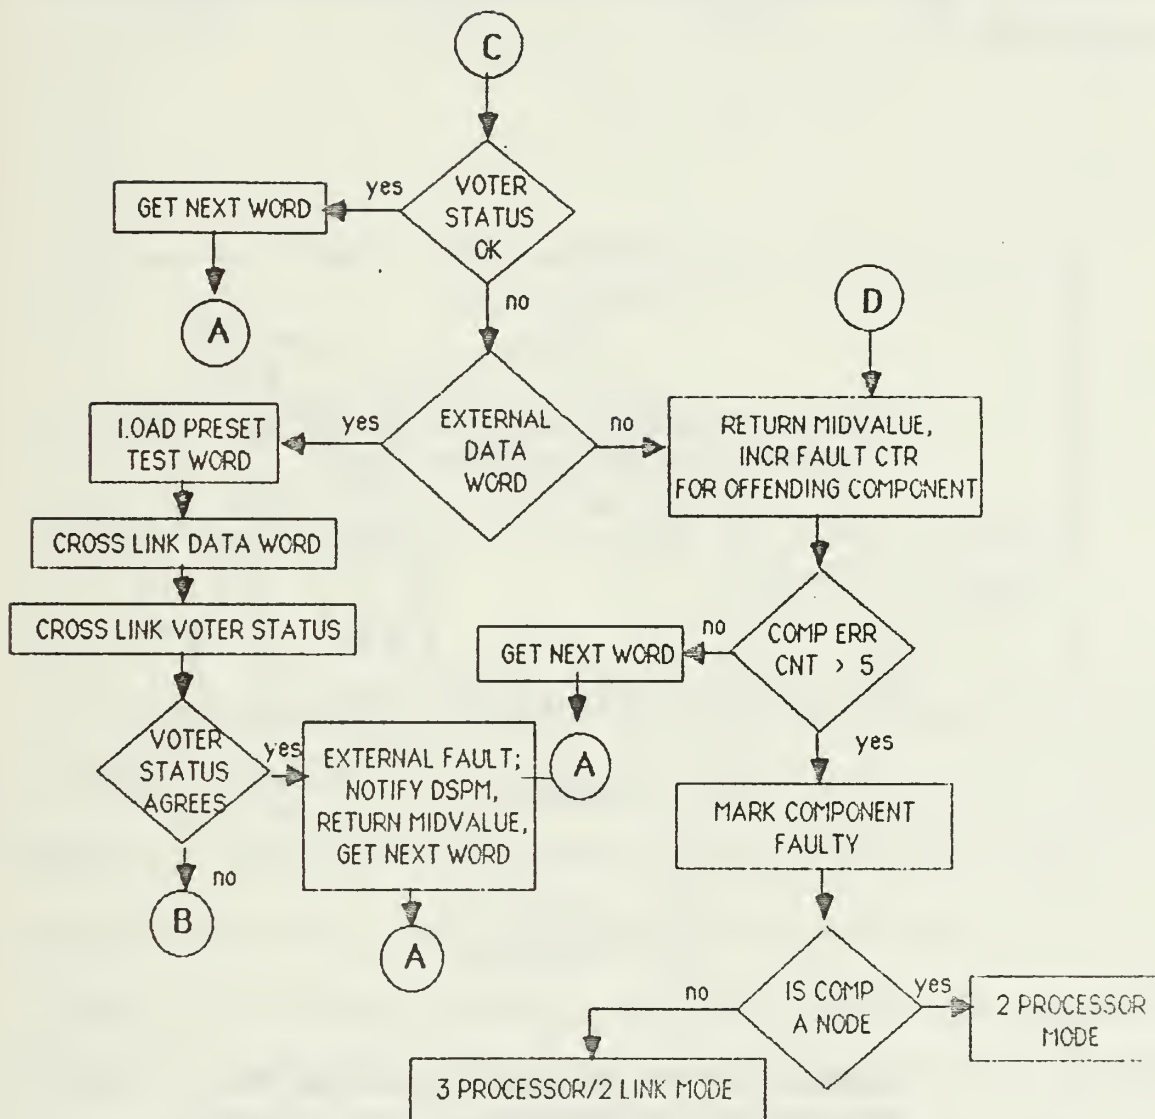 C
VOTER
STATUS
OK
yes
GET NEXT WORD
A
no
EXTERNAL
DATA
WORD
yes
LOAD PRESET
TEST WORD
CROSS LINK DATA WORD
CROSS LINK VOTER STATUS
VOTER
STATUS
AGREES
yes
EXTERNAL FAULT;
NOTIFY DSPM,
RETURN MIDVALUE,
GET NEXT WORD
A
no
B
no
D
RETURN MIDVALUE,
INCR FAULT CTR
FOR OFFENDING COMPONENT
COMP ERR
CNT > 5
no
GET NEXT WORD
A
yes
MARK COMPONENT
FAULTY
IS COMP
A NODE
no
3 PROCESSOR/2 LINK MODE
yes
2 PROCESSOR
MODE